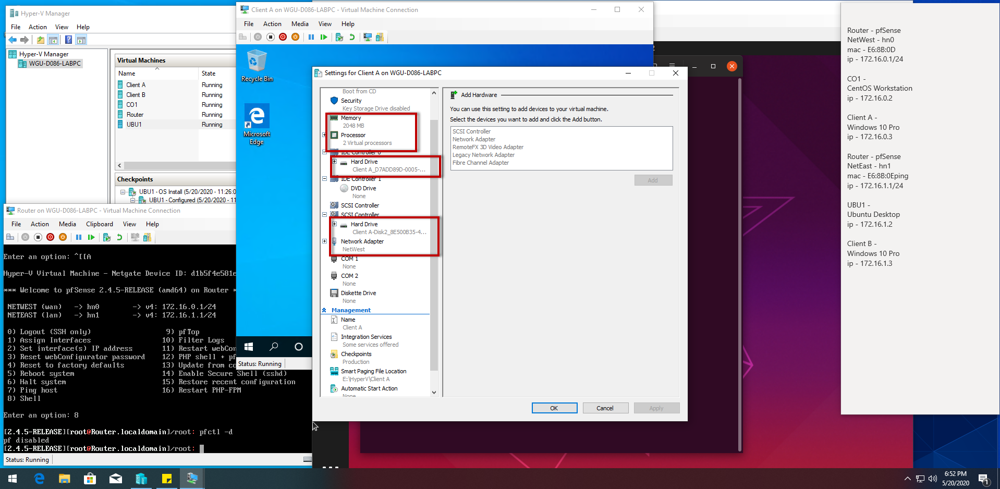 Hyper-V Manager
File Action View Help
Hyper-V Manager
WGU-D086-LABPC
Virtual Machines
Name State
Client A Running
Client B Running
CO1 Running
Router Running
UBU1 Running
Checkpoints
UBU1 - OS Install (5/20/2020 - 11:26:0
UBU1 - Configured (5/20/2020 - 11
Client A on WGU-D086-LABPC - Virtual Machine Connection
File Action Media View Help
Recycle Bin
Microsoft
Edge
Status: Running
Settings for Client A on WGU-D086-LABPC
Boot from CD
Security
Key Storage Drive disabled
Memory
2048 MB
Processor
2 Virtual processors
IDE Controller 0
Hard Drive
Client A_D7ADD89D-0005-...
IDE Controller 1
DVD Drive
None
SCSI Controller
SCSI Controller
Hard Drive
Client A-Disk2_8E500B35-4...
Network Adapter
NetWest
COM 1
None
COM 2
None
Diskette Drive
None
Management
Name
Client A
Integration Services
Some services offered
Checkpoints
Production
Smart Paging File Location
E:\HyperV\Client A
Automatic Start Action
None
Add Hardware
You can use this setting to add devices to your virtual machine.
Select the devices you want to add and click the Add button.
SCSI Controller
Network Adapter
RemoteFX 3D Video Adapter
Legacy Network Adapter
Fibre Channel Adapter
Add
OK Cancel Apply
Router on WGU-D086-LABPC - Virtual Machine Connection
File Action Media Clipboard View Help
Enter an option: ^[[A
Hyper-V Virtual Machine - Netgate Device ID: d1b5f4e581e
*** Welcome to pfSense 2.4.5-RELEASE (amd64) on Router *
NETWEST (wan) -> hn0 -> v4: 172.16.0.1/24
NETEAST (lan) -> hn1 -> v4: 172.16.1.1/24
0) Logout (SSH only) 9) pfTop
1) Assign Interfaces 10) Filter Logs
2) Set interface(s) IP address 11) Restart webCon
3) Reset webConfigurator password 12) PHP shell + pf
4) Reset to factory defaults 13) Update from co
5) Reboot system 14) Enable Secure Shell (sshd)
6) Halt system 15) Restore recent configuration
7) Ping host 16) Restart PHP-FPM
8) Shell
Enter an option: 8
[2.4.5-RELEASE][root@Router.localdomain]/root: pfctl -d
pf disabled
[2.4.5-RELEASE][root@Router.localdomain]/root:
Status: Running
Router - pfSense
NetWest - hn0
mac - E6:8B:0D
ip - 172.16.0.1/24
CO1 -
CentOS Workstation
ip - 172.16.0.2
Client A -
Windows 10 Pro
ip - 172.16.0.3
Router - pfSense
NetEast - hn1
mac - E6:8B:0Eping
ip - 172.16.1.1/24
UBU1 -
Ubuntu Desktop
ip - 172.16.1.2
Client B -
Windows 10 Pro
ip - 172.16.1.3
6:52 PM
5/20/2020
1